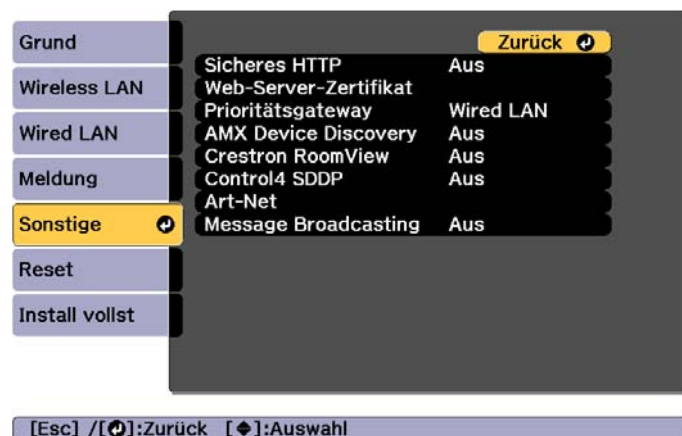 Grund
Wireless LAN
Wired LAN
Meldung
Sonstige
Reset
Install vollst
Zurück
Sicheres HTTP Aus
Web-Server-Zertifikat
Prioritätsgateway Wired LAN
AMX Device Discovery Aus
Crestron RoomView Aus
Control4 SDDP Aus
Art-Net
Message Broadcasting Aus
[Esc] /[↵]:Zurück [◆]:Auswahl